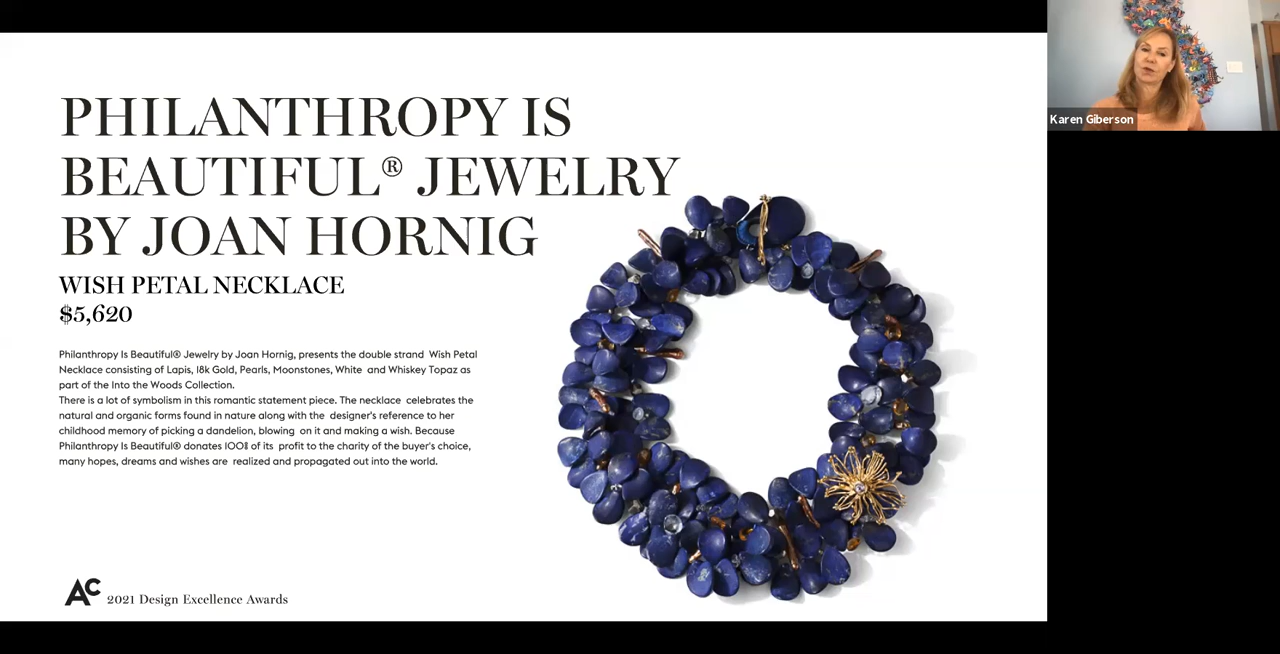 PHILANTHROPY IS
BEAUTIFUL® JEWELRY
BY JOAN HORNIG
WISH PETAL NECKLACE
$5,620
Philanthropy Is Beautiful® Jewelry by Joan Hornig, presents the double strand Wish Petal
Necklace consisting of Lapis, 18k Gold, Pearls, Moonstones, White and Whiskey Topaz as
part of the Into the Woods Collection.
There is a lot of symbolism in this romantic statement piece. The necklace celebrates the
natural and organic forms found in nature along with the designer's reference to her
childhood memory of picking a dandelion, blowing on it and making a wish. Because
Philanthropy Is Beautiful® donates 100% of its profit to the charity of the buyer's choice,
many hopes, dreams and wishes are realized and propagated out into the world.
AC 2021 Design Excellence Awards
Karen Giberson